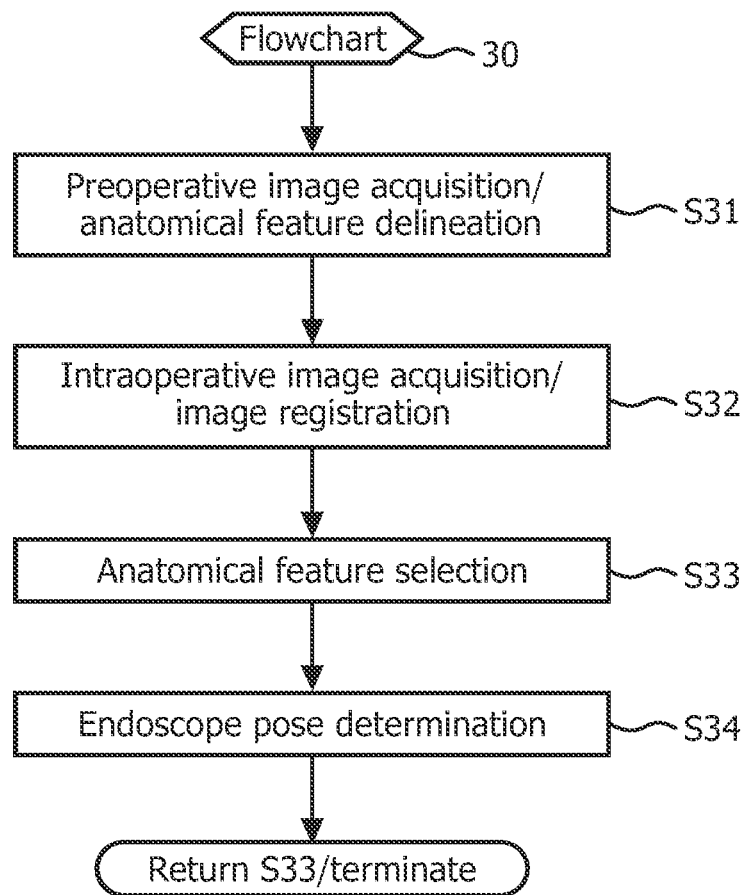 Flowchart
30
Preoperative image acquisition/
anatomical feature delineation
S31
Intraoperative image acquisition/
image registration
S32
Anatomical feature selection
S33
Endoscope pose determination
S34
Return S33/terminate